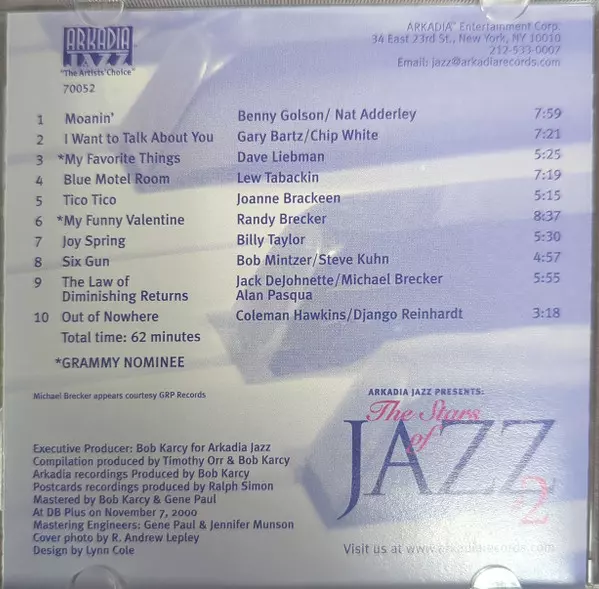 ARKADIA
JAZZ
"The Artists' Choice"
70052
ARKADIA™ Entertainment Corp.
34 East 23rd St., New York, NY 10010
212-533-0007
Email: jazz@arkadiarecords.com
1 Moanin' Benny Golson/ Nat Adderley 7:59
2 I Want to Talk About You Gary Bartz/Chip White 7:21
3 *My Favorite Things Dave Liebman 5:25
4 Blue Motel Room Lew Tabackin 7:19
5 Tico Tico Joanne Brackeen 5:15
6 *My Funny Valentine Randy Brecker 8:37
7 Joy Spring Billy Taylor 5:30
8 Six Gun Bob Mintzer/Steve Kuhn 4:57
9 The Law of Jack DeJohnette/Michael Brecker 5:55
Diminishing Returns Alan Pasqua
10 Out of Nowhere Coleman Hawkins/Django Reinhardt 3:18
Total time: 62 minutes
*GRAMMY NOMINEE
Michael Brecker appears courtesy GRP Records
Executive Producer: Bob Karcy for Arkadia Jazz
Compilation produced by Timothy Orr & Bob Karcy
Arkadia recordings Produced by Bob Karcy
Postcards recordings produced by Ralph Simon
Mastered by Bob Karcy & Gene Paul
At DB Plus on November 7, 2000
Mastering Engineers: Gene Paul & Jennifer Munson
Cover photo by R. Andrew Lepley
Design by Lynn Cole
ARKADIA JAZZ PRESENTS:
The Stars
of
JAZZ
2
Visit us at www.arkadiarecords.com